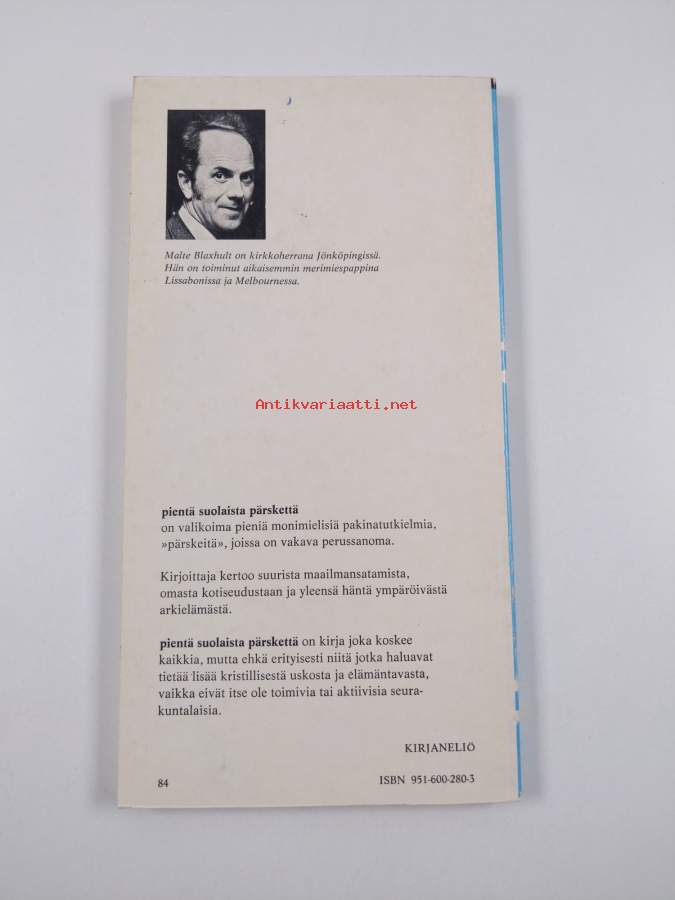 Malte Blaxhult on kirkkoherrana Jönköpingissä.
Hän on toiminut aikaisemmin merimiespappina
Lissabonissa ja Melbournessa.
Antikvariaatti.net
pientä suolaista pärskettä
on valikoima pieniä monimielisiä pakinatutkielmia,
»pärskeitä», joissa on vakava perussanoma.
Kirjoittaja kertoo suurista maailmansatamista,
omasta kotiseudustaan ja yleensä häntä ympäröivästä
arkielämästä.
pientä suolaista pärskettä on kirja joka koskee
kaikkia, mutta ehkä erityisesti niitä jotka haluavat
tietää lisää kristillisestä uskosta ja elämäntavasta,
vaikka eivät itse ole toimivia tai aktiivisia seura-
kuntalaisia.
KIRJANELIÖ
84
ISBN 951-600-280-3